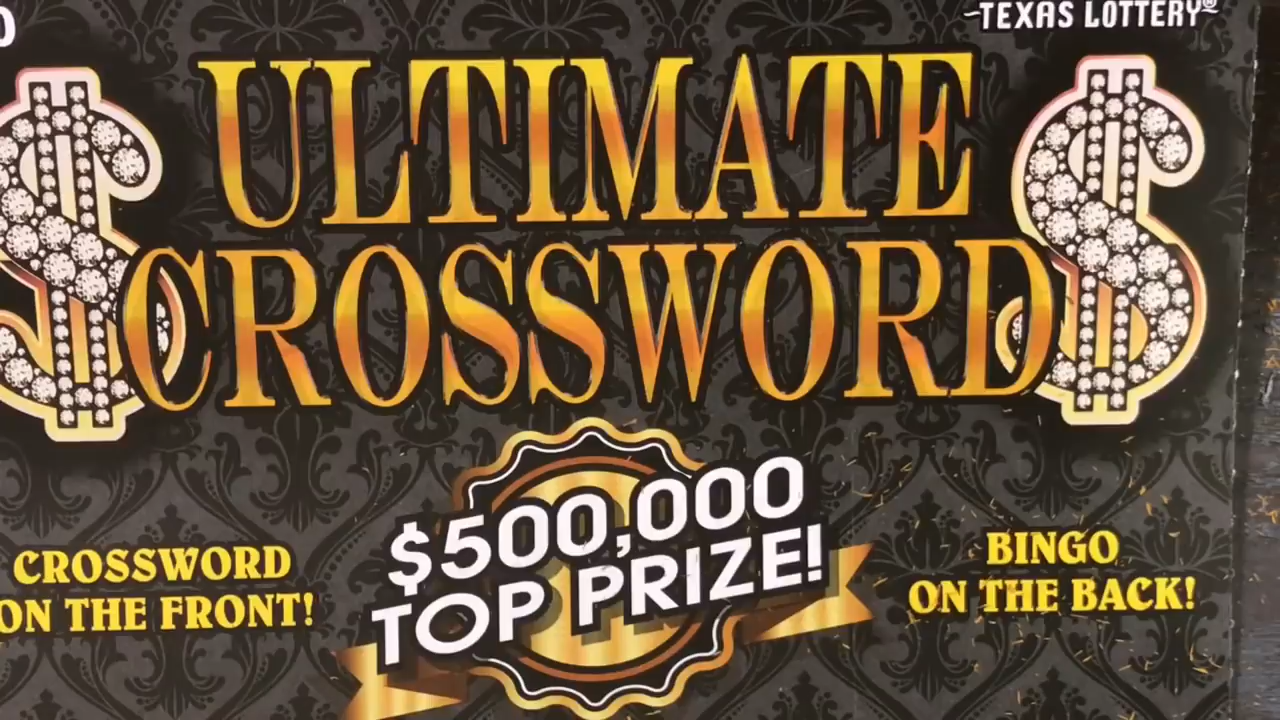 TEXAS LOTTERY®
ULTIMATE
CROSSWORD
$500,000
TOP PRIZE!
CROSSWORD
ON THE FRONT!
BINGO
ON THE BACK!